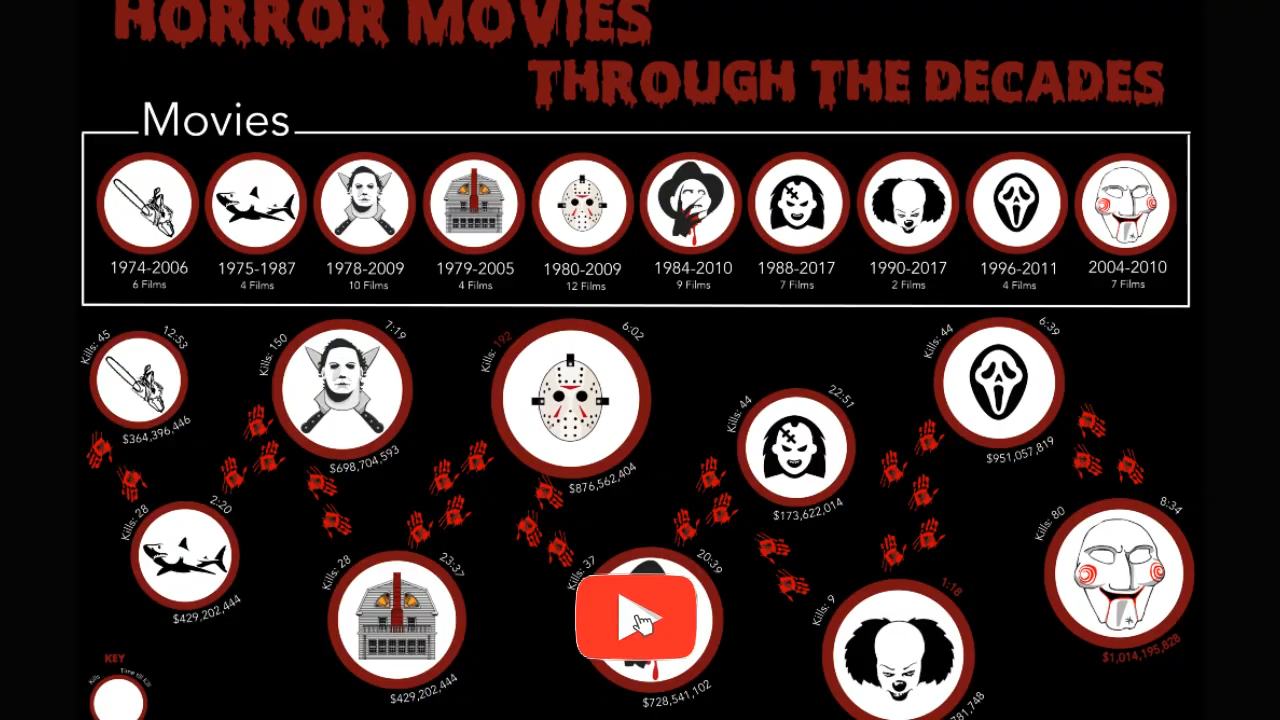 HORROR MOVIES
THROUGH THE DECADES
Movies
1974-2006 1975-1987 1978-2009 1979-2005 1980-2009 1984-2010 1988-2017 1990-2017 1996-2011 2004-2010
6 Films 4 Films 10 Films 4 Films 12 Films 9 Films 7 Films 2 Films 4 Films 7 Films
Kills: 45 12:53
$364,396,446
Kills: 150 7:19
$698,704,593
Kills: 192 6:02
$876,562,404
Kills: 44 22:51
$173,622,014
Kills: 44 6:39
$951,057,819
Kills: 28 2:20
$429,202,444
Kills: 28 23:37
$429,202,444
Kills: 37 20:39
$728,541,102
Kills: 9 1:18
781,748
Kills: 80 8:34
$1,014,195,828
KEY
Kills Time till Kill